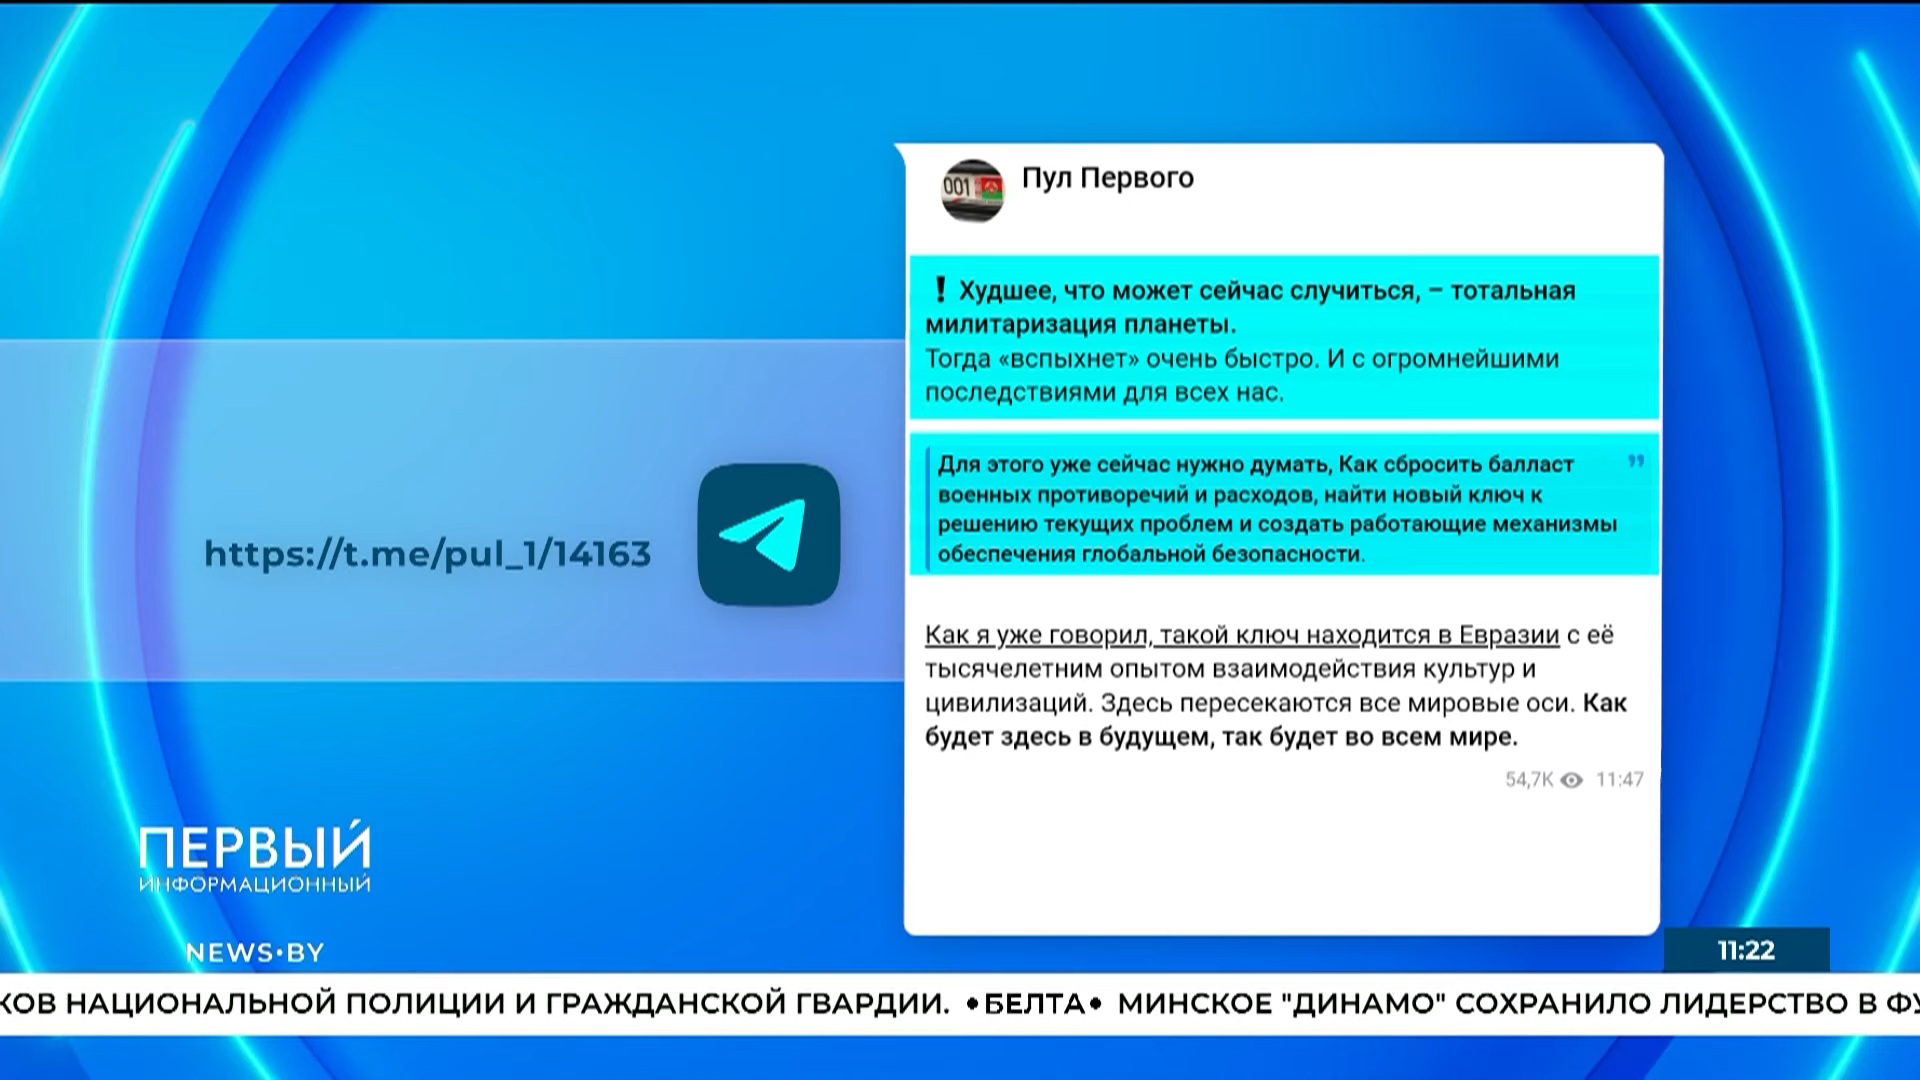 Пул Первого
001
❗ Худшее, что может сейчас случиться, – тотальная
милитаризация планеты.
Тогда «вспыхнет» очень быстро. И с огромнейшими
последствиями для всех нас.
Для этого уже сейчас нужно думать, Как сбросить балласт
военных противоречий и расходов, найти новый ключ к
решению текущих проблем и создать работающие механизмы
обеспечения глобальной безопасности.
https://t.me/pul_1/14163
Как я уже говорил, такой ключ находится в Евразии с её
тысячелетним опытом взаимодействия культур и
цивилизаций. Здесь пересекаются все мировые оси. Как
будет здесь в будущем, так будет во всем мире.
54,7K 11:47
ПЕРВЫЙ
ИНФОРМАЦИОННЫЙ
NEWS•BY
11:22
КОВ НАЦИОНАЛЬНОЙ ПОЛИЦИИ И ГРАЖДАНСКОЙ ГВАРДИИ. •БЕЛТА• МИНСКОЕ "ДИНАМО" СОХРАНИЛО ЛИДЕРСТВО В ФУ